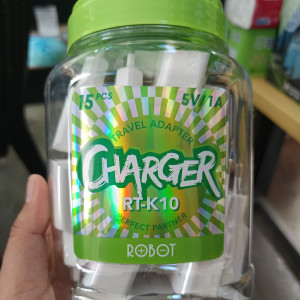 15 PCS
5V/1A
TRAVEL ADAPTER
CHARGER
RT-K10
PERFECT PARTNER
ROBOT